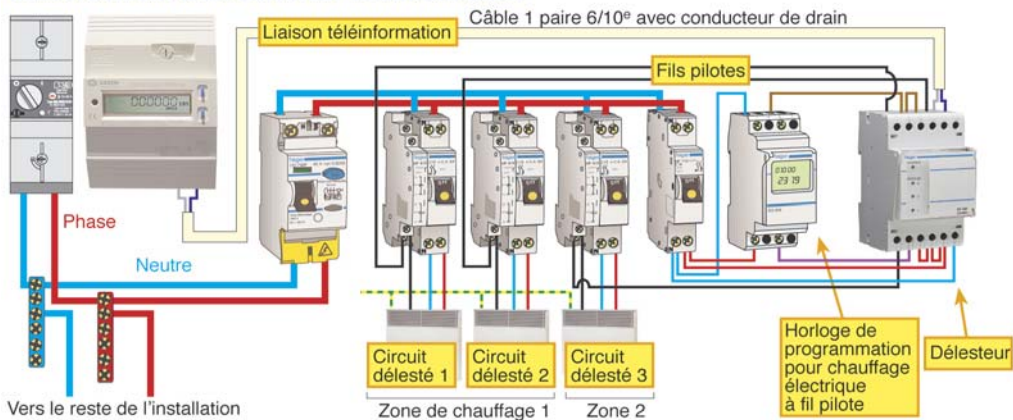 Câble 1 paire 6/10e avec conducteur de drain
Liaison téléinformation
Fils pilotes
Phase
Neutre
Circuit
délesté 1
Circuit
délesté 2
Circuit
délesté 3
Horloge de
programmation
pour chauffage
électrique
à fil pilote
Délesteur
Vers le reste de l'installation
Zone de chauffage 1
Zone 2